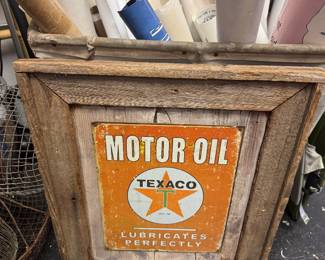 MOTOR OIL
TEXACO
T
LUBRICATES
PERFECTLY